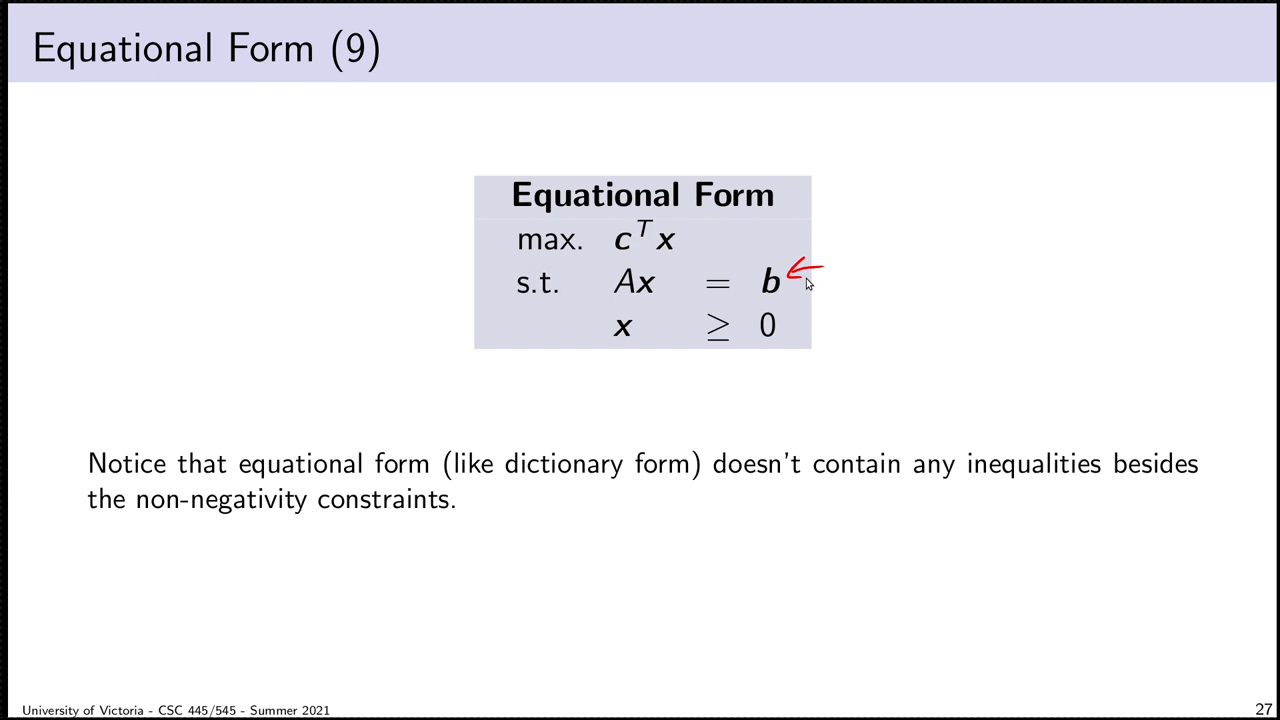 Equational Form (9)
Equational Form
max. c^T x
s.t. Ax = b
x ≥ 0
Notice that equational form (like dictionary form) doesn't contain any inequalities besides
the non-negativity constraints.
University of Victoria - CSC 445/545 - Summer 2021
27